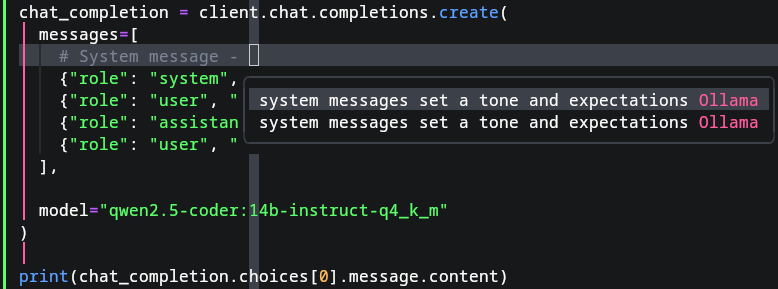 chat_completion = client.chat.completions.create(
messages=[
# System message -
{"role": "system",
{"role": "user", "
{"role": "assistan
{"role": "user", "
system messages set a tone and expectations Ollama
system messages set a tone and expectations Ollama
],
model="qwen2.5-coder:14b-instruct-q4_k_m"
)
print(chat_completion.choices[0].message.content)